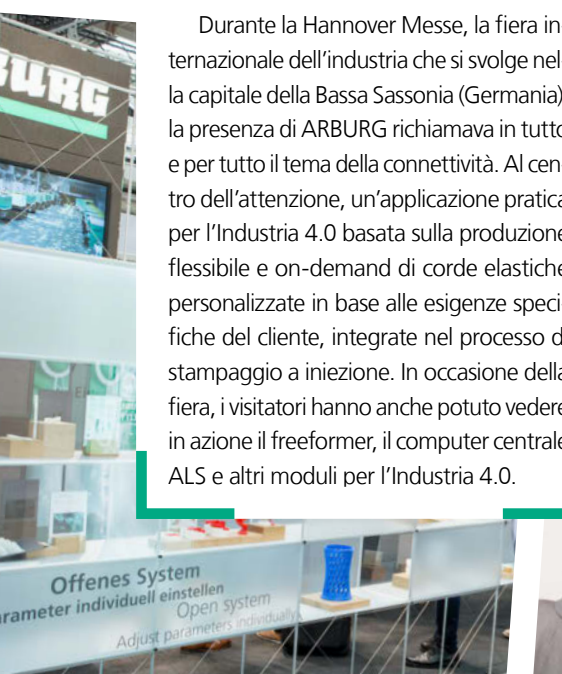 URG
Durante la Hannover Messe, la fiera in-
ternazionale dell'industria che si svolge nel-
la capitale della Bassa Sassonia (Germania)
la presenza di ARBURG richiamava in tutto
e per tutto il tema della connettività. Al cen-
tro dell'attenzione, un'applicazione pratica
per l'Industria 4.0 basata sulla produzione
flessibile e on-demand di corde elastiche
personalizzate in base alle esigenze speci-
fiche del cliente, integrate nel processo d
stampaggio a iniezione. In occasione della
fiera, i visitatori hanno anche potuto vedere
in azione il freeformer, il computer centrale
ALS e altri moduli per l'Industria 4.0.
Offenes System
rameter individuell einstellen
Open system
Adjust parameters individually